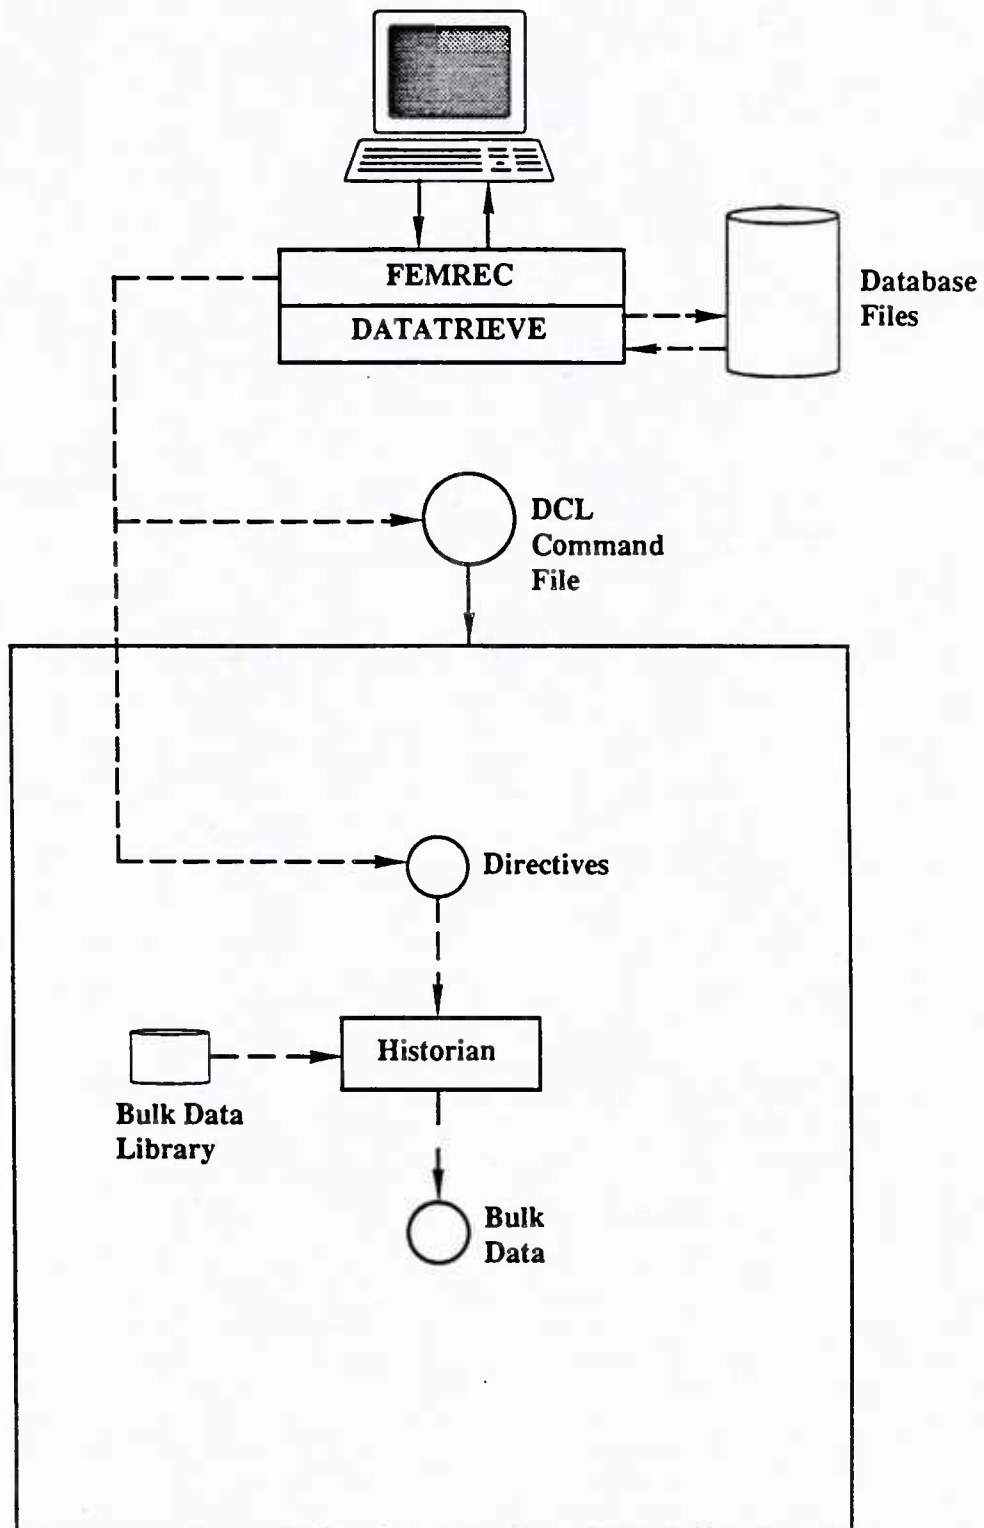 FEMREC
DATATRIEVE
Database
Files
DCL
Command
File
Directives
Historian
Bulk Data
Library
Bulk
Data